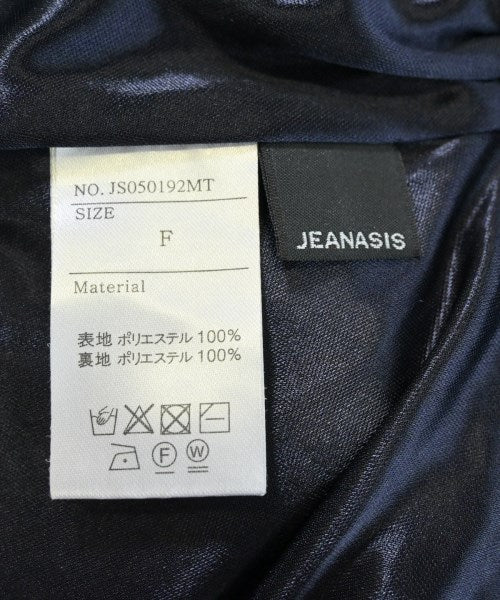 NO. JS050192MT
SIZE
F
Material
表地 ポリエステル 100%
裏地 ポリエステル 100%
F W
JEANASIS